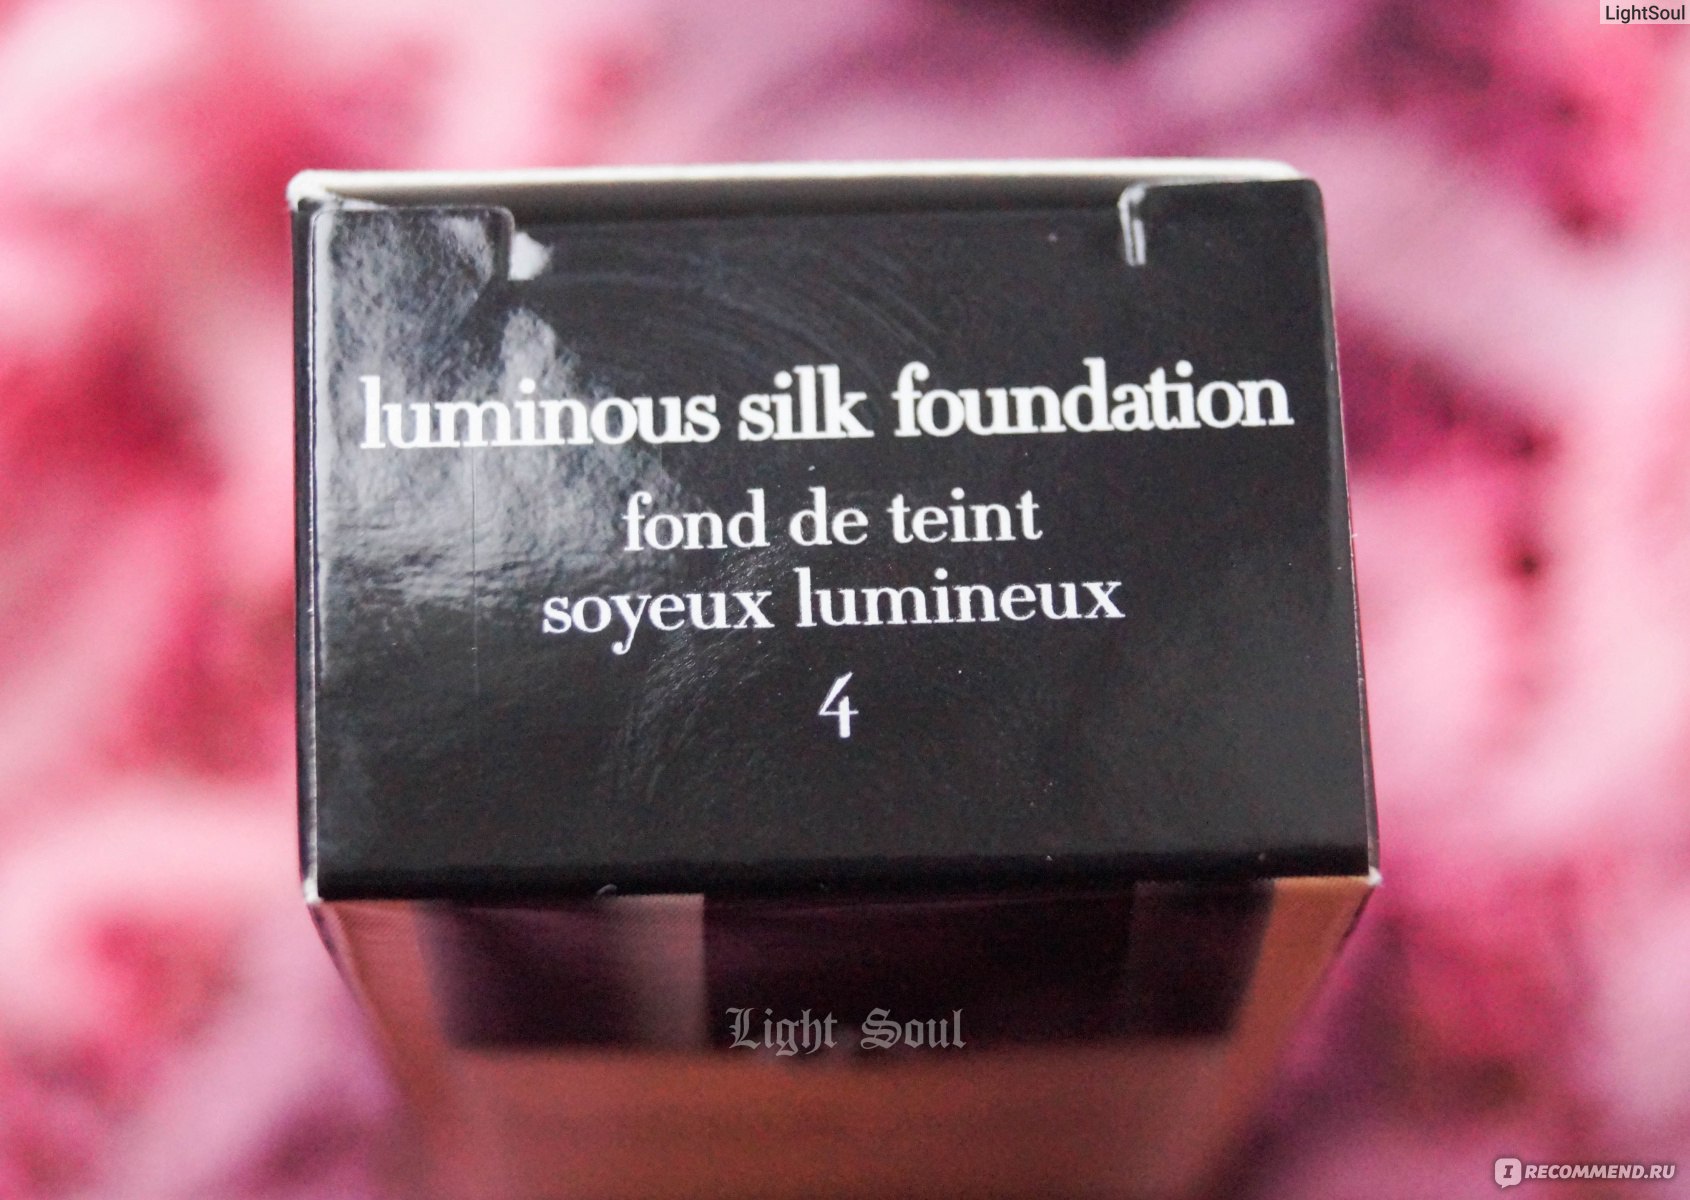 LightSoul
luminous silk foundation
fond de teint
soyeux lumineux
4
Light Soul
I RECOMMEND.RU